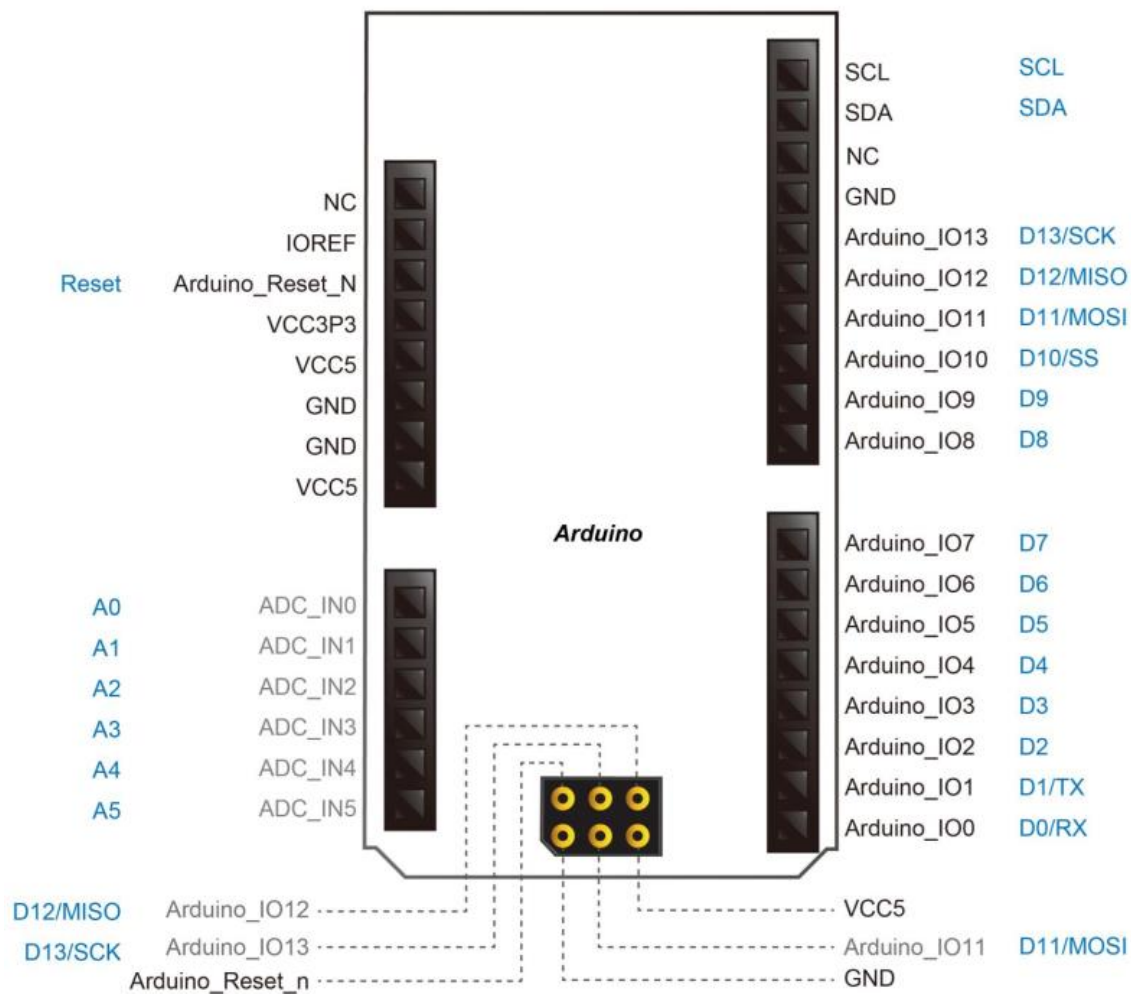 SCL SCL
SDA SDA
NC
NC GND
IOREF Arduino_IO13 D13/SCK
Reset Arduino_Reset_N Arduino_IO12 D12/MISO
VCC3P3 Arduino_IO11 D11/MOSI
VCC5 Arduino_IO10 D10/SS
GND Arduino_IO9 D9
GND Arduino_IO8 D8
VCC5
Arduino
Arduino_IO7 D7
Arduino_IO6 D6
A0 ADC_IN0
Arduino_IO5 D5
A1 ADC_IN1
Arduino_IO4 D4
A2 ADC_IN2
Arduino_IO3 D3
A3 ADC_IN3
Arduino_IO2 D2
A4 ADC_IN4
Arduino_IO1 D1/TX
A5 ADC_IN5
Arduino_IO0 D0/RX
D12/MISO Arduino_IO12 VCC5
D13/SCK Arduino_IO13 Arduino_IO11 D11/MOSI
Arduino_Reset_n GND